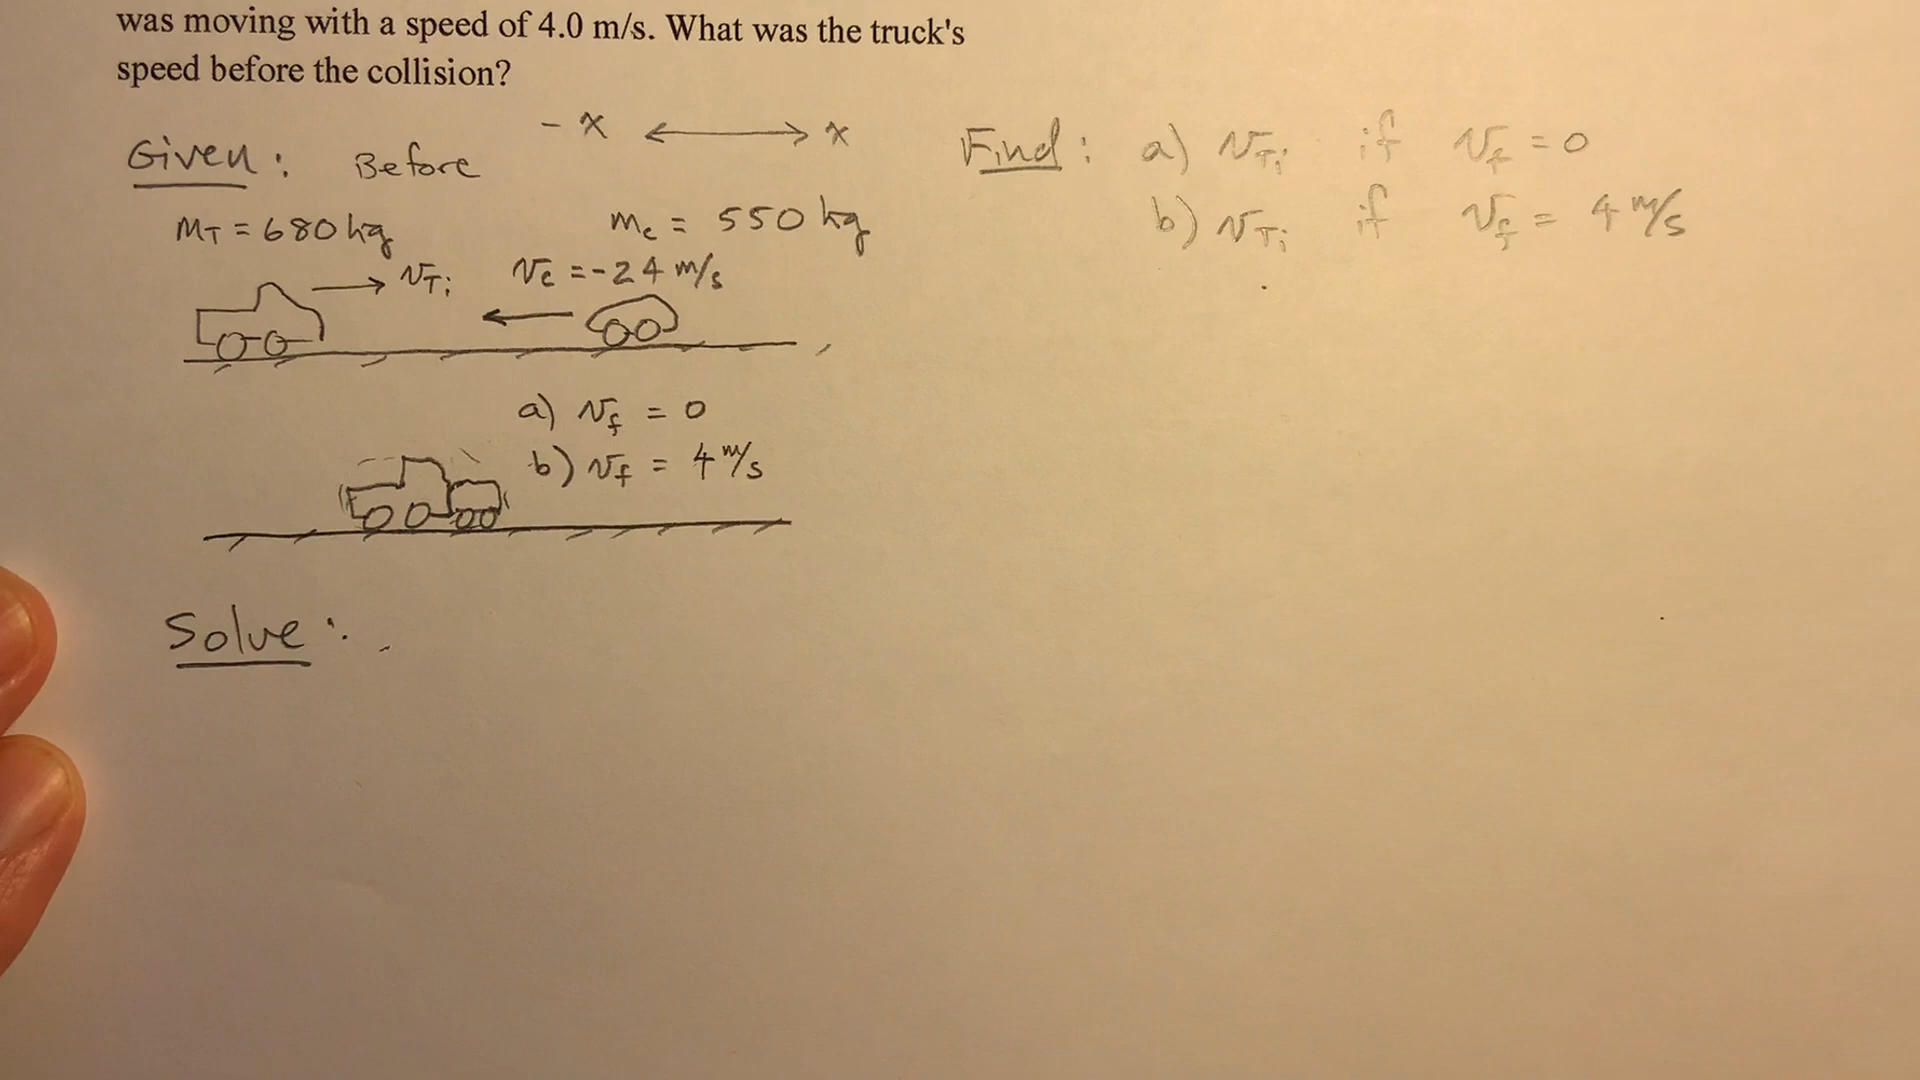 was moving with a speed of 4.0 m/s. What was the truck's
speed before the collision?
-x ⟷ x
Given: Before
M_T = 680 kg
m_c = 550 kg
→ v_Ti
v_c = -24 m/s
a) v_f = 0
b) v_f = 4 m/s
Solve:
Find: a) v_Ti if v_f = 0
b) v_Ti if v_f = 4 m/s